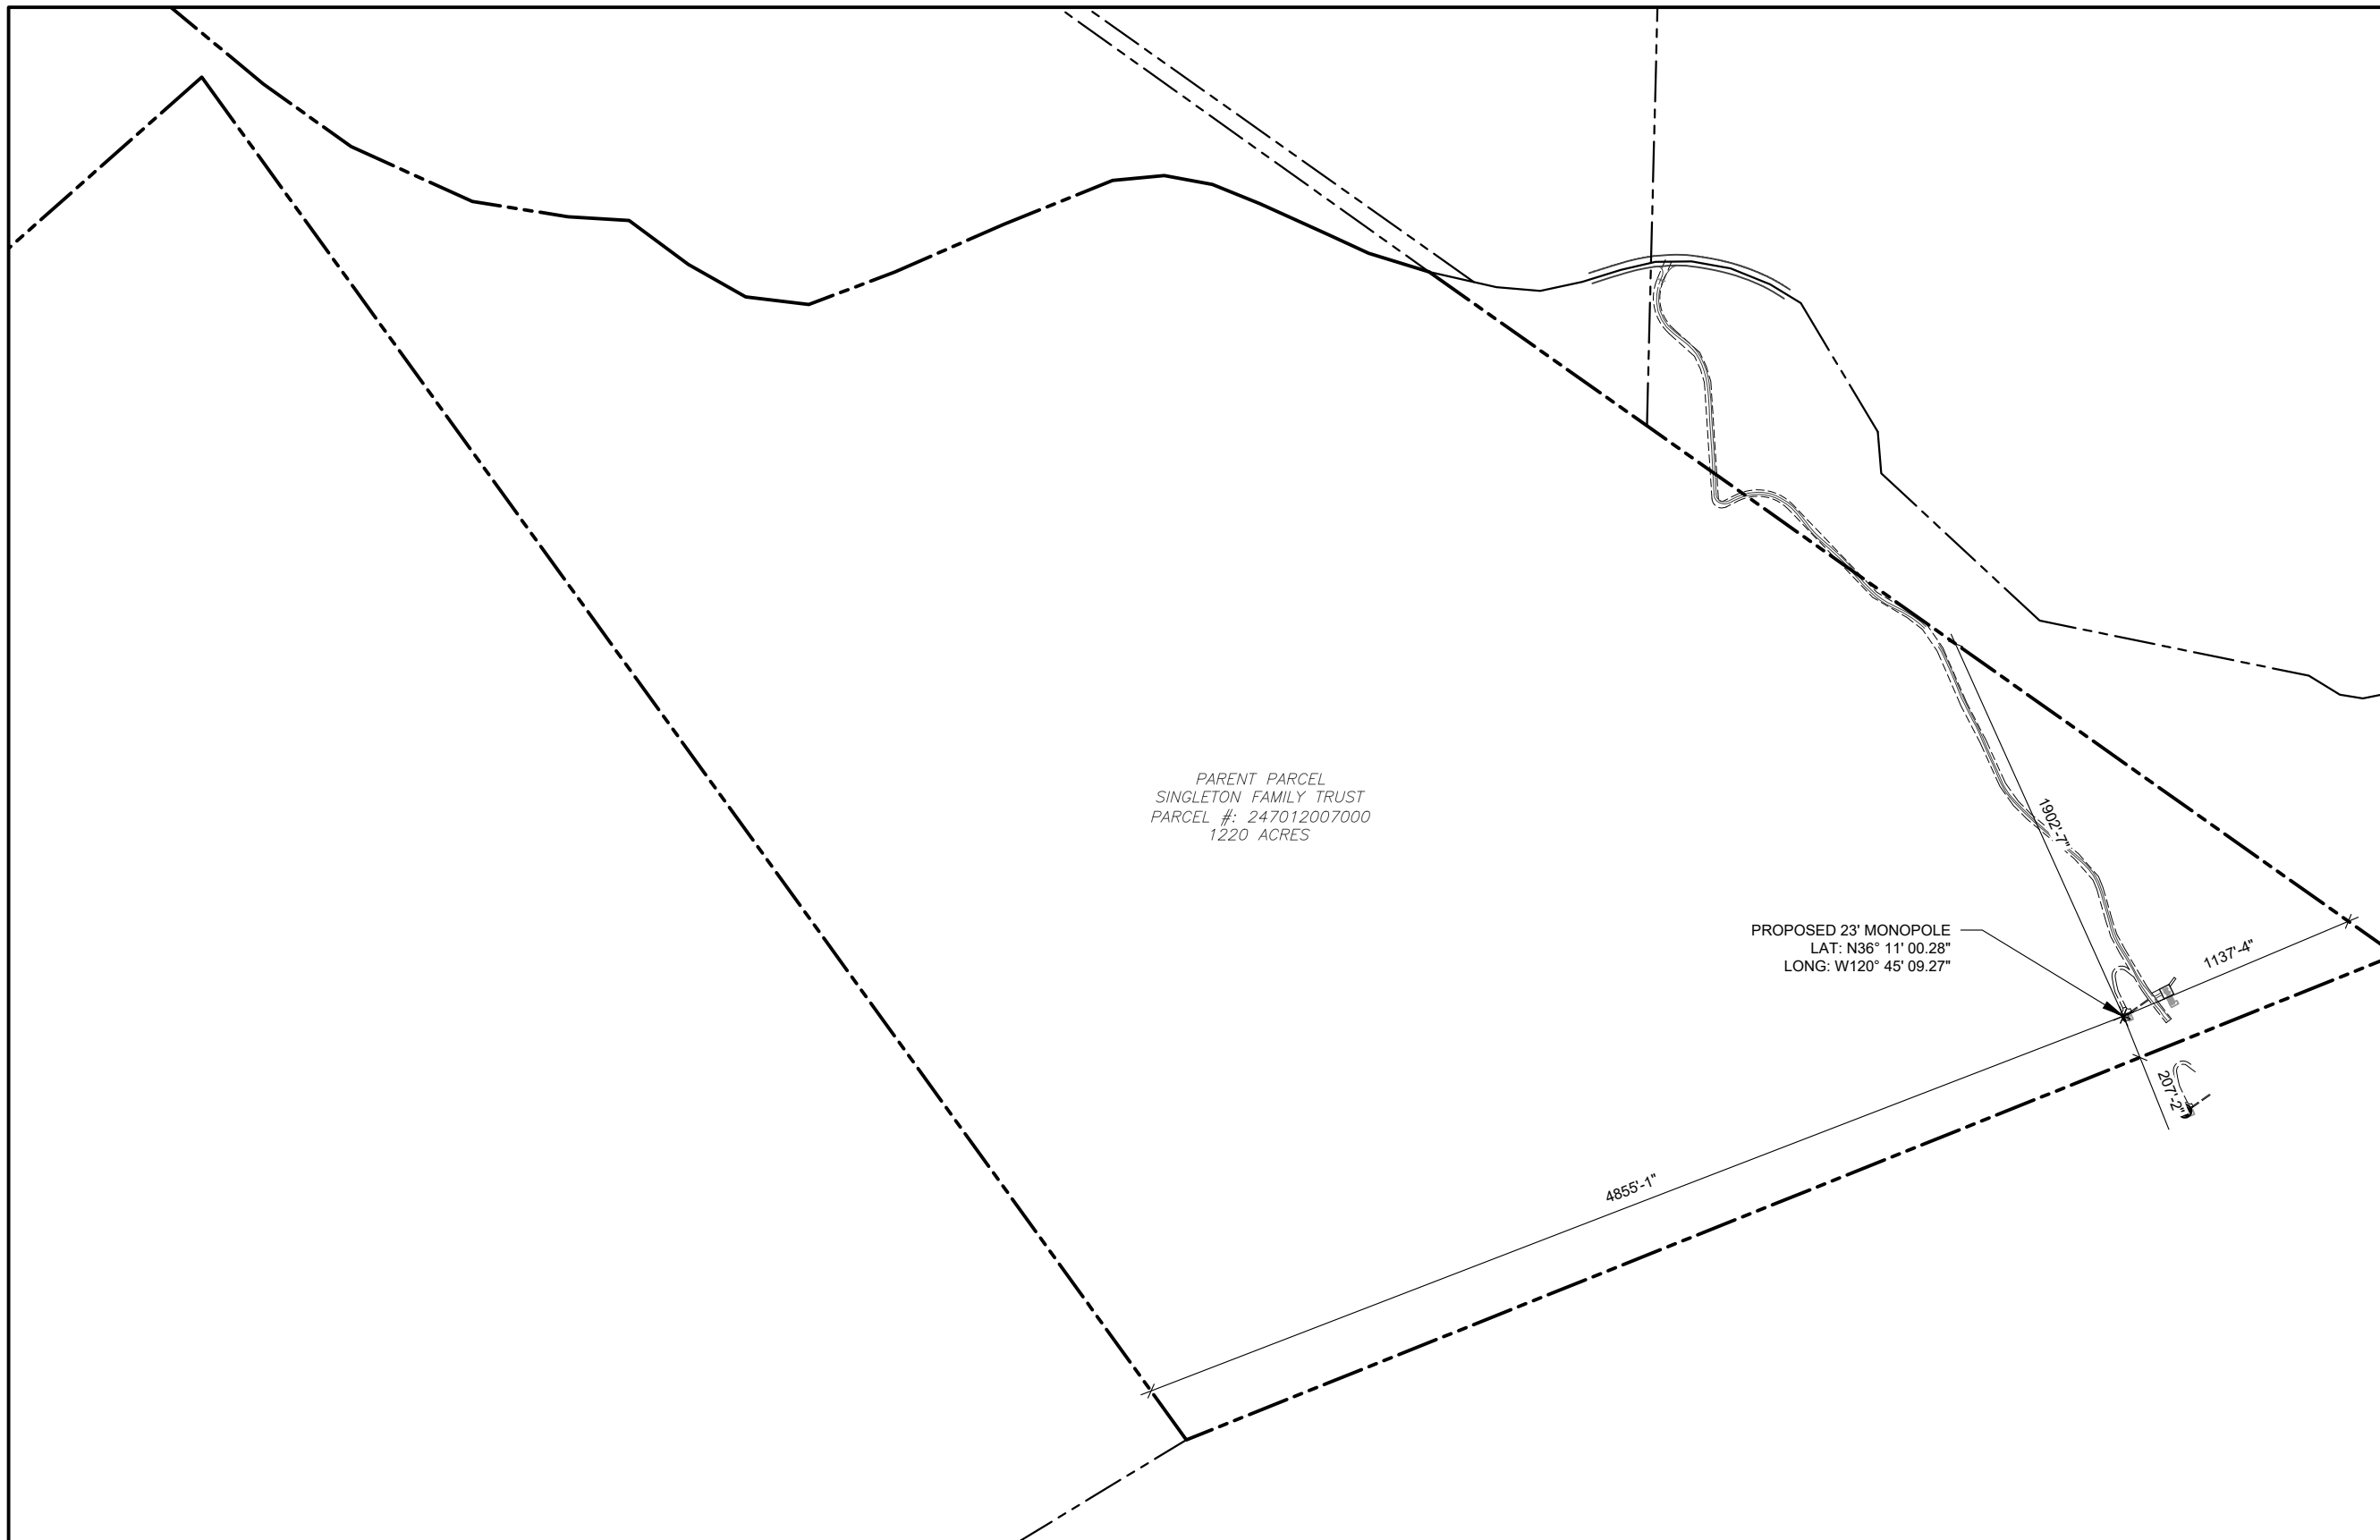 PARENT PARCEL
SINGLETON FAMILY TRUST
PARCEL #: 247012007000
1220 ACRES
1902'-7"
PROPOSED 23' MONOPOLE
LAT: N36° 11' 00.28"
LONG: W120° 45' 09.27"
1137'-4"
207'-2"
4855'-1"